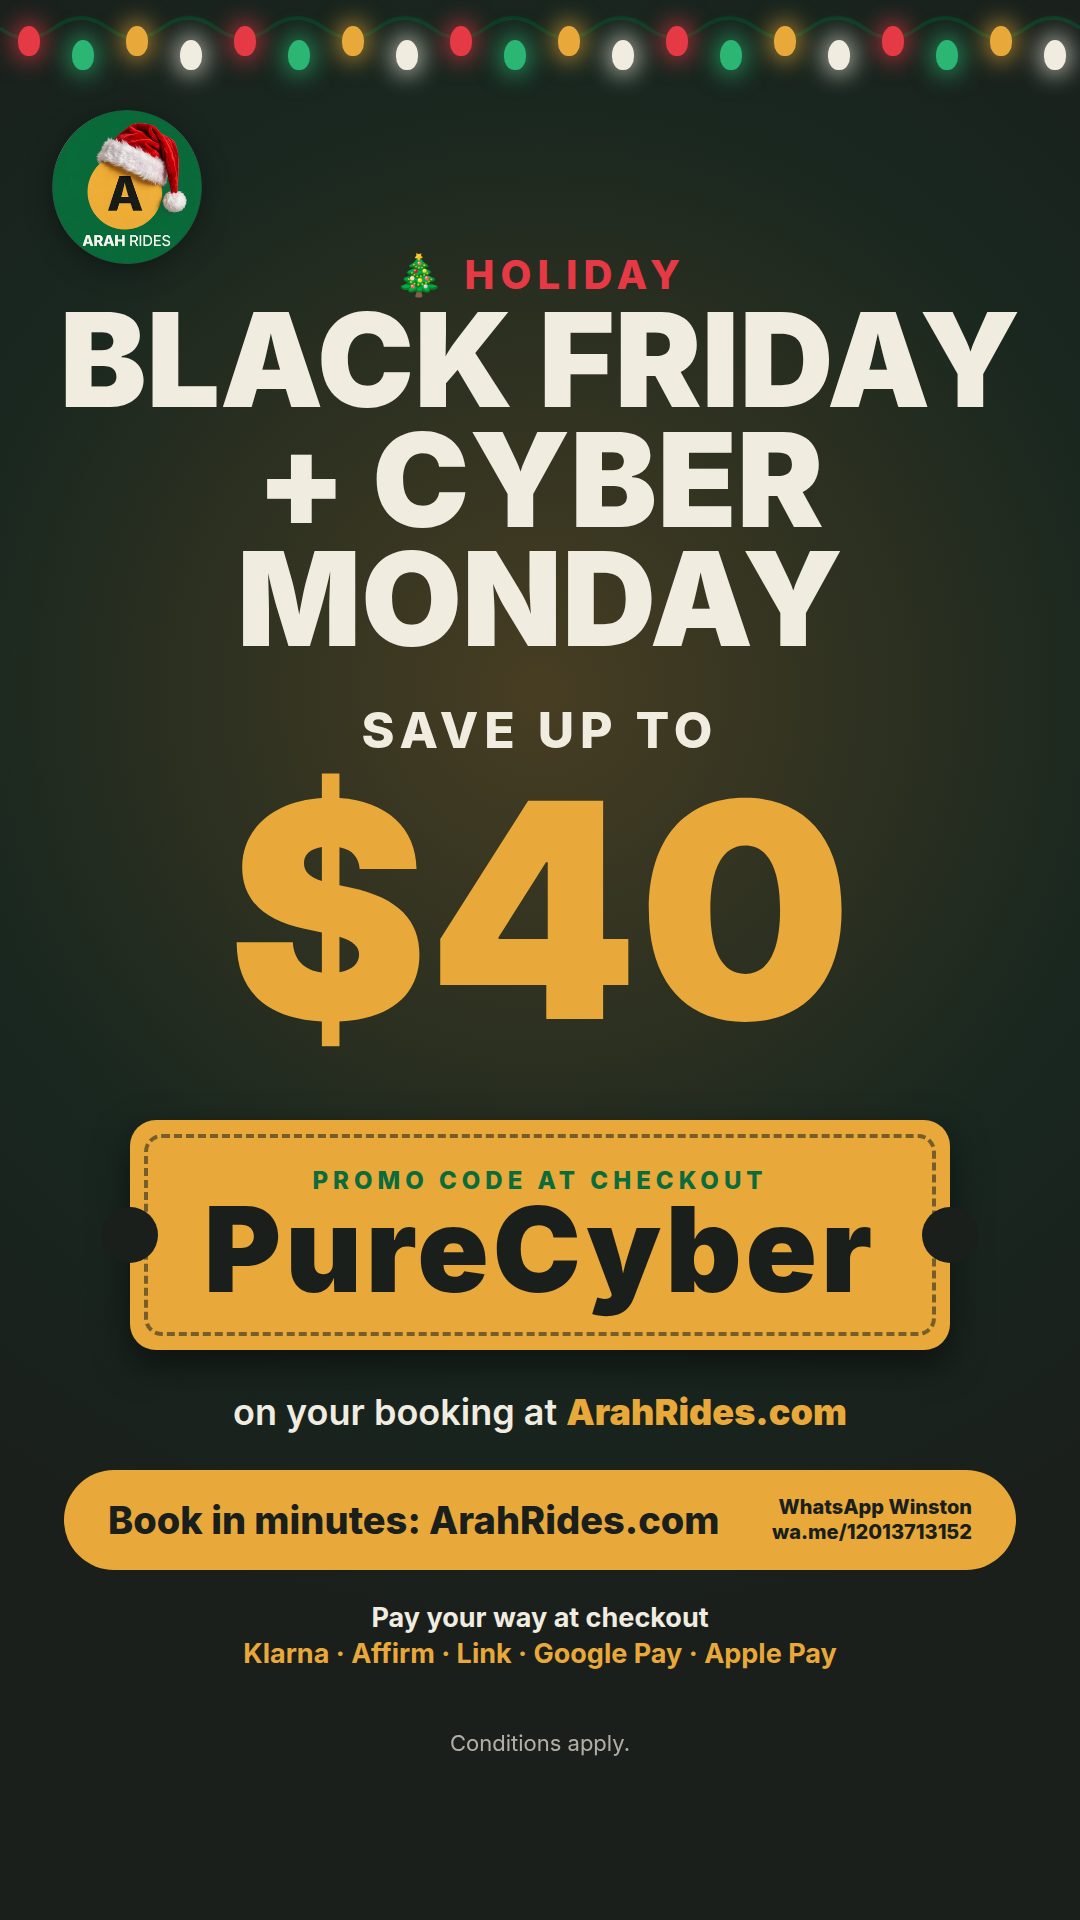 A
ARAH RIDES
🎄 HOLIDAY
BLACK FRIDAY
+ CYBER
MONDAY
SAVE UP TO
$40
PROMO CODE AT CHECKOUT
PureCyber
on your booking at ArahRides.com
Book in minutes: ArahRides.com
WhatsApp Winston
wa.me/12013713152
Pay your way at checkout
Klarna · Affirm · Link · Google Pay · Apple Pay
Conditions apply.